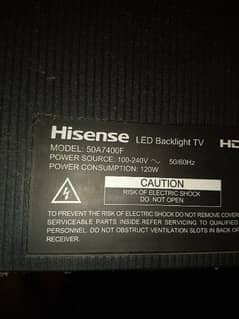 Hisense LED Backlight TV HD
MODEL: 50A7400F
POWER SOURCE: 100-240V ~ 50/60Hz
POWER CONSUMPTION: 120W
CAUTION
RISK OF ELECTRIC SHOCK
DO NOT OPEN
TO PREVENT THE RISK OF ELECTRIC SHOCK DO NOT REMOVE
SERVICEABLE PARTS INSIDE. REFER SERVICING TO QUALIFIED
PERSONNEL. DO NOT OBSTRUCT VENTILATION SLOTS IN BACK OR
RECEIVER.